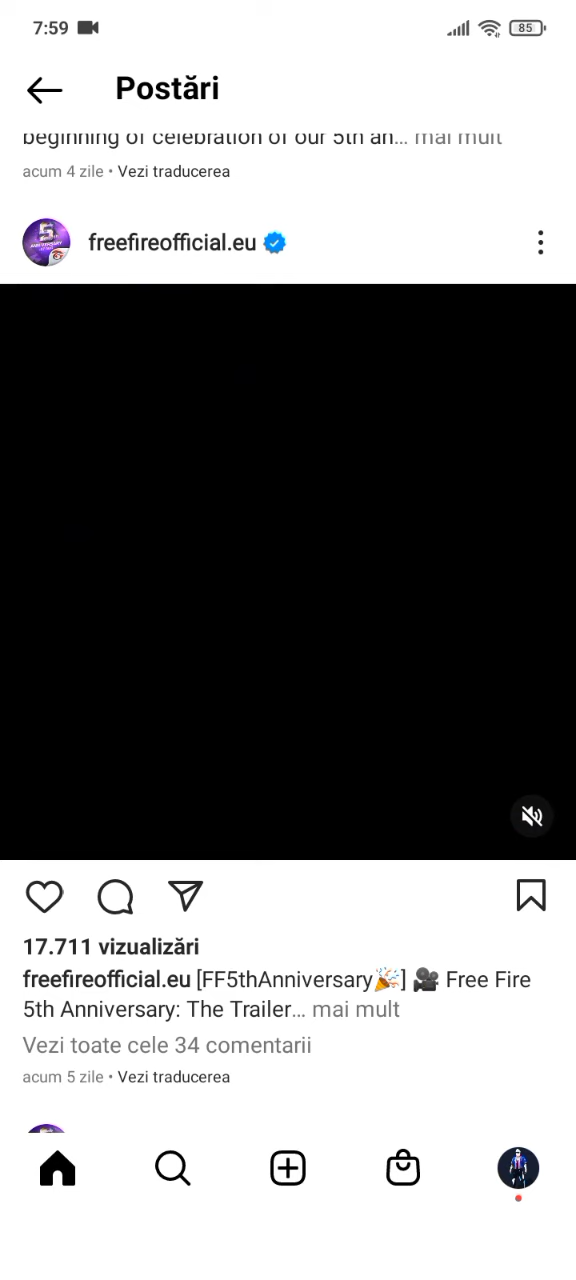 7:59
85
Postări
beginning of celebration of our 5th an... mai mult
acum 4 zile • Vezi traducerea
freefireofficial.eu
17.711 vizualizări
freefireofficial.eu [FF5thAnniversary🎉] 🎥 Free Fire
5th Anniversary: The Trailer... mai mult
Vezi toate cele 34 comentarii
acum 5 zile • Vezi traducerea